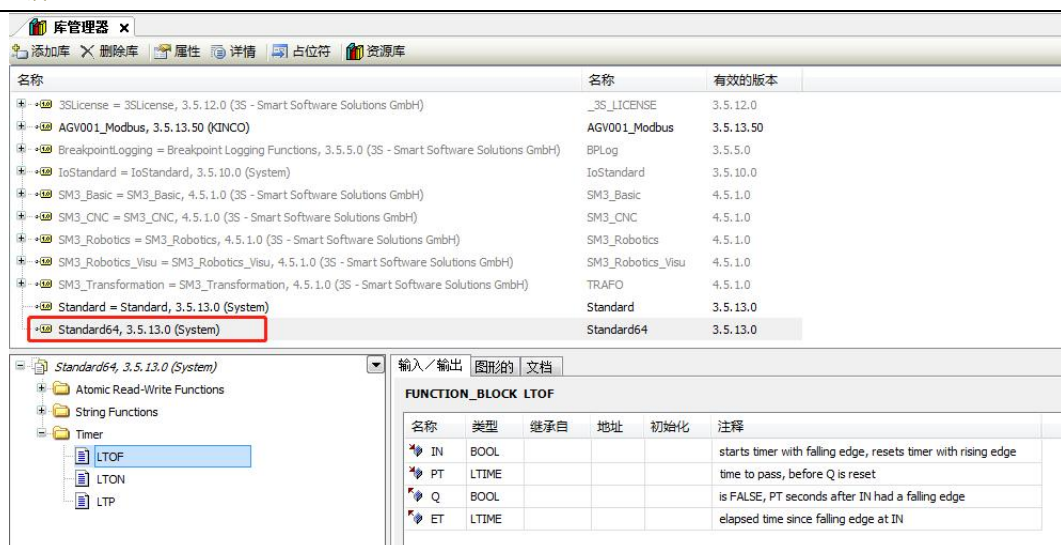 库管理器
添加库 删除库 属性 详情 占位符 资源库
名称 名称 有效的版本
3SLicense = 3SLicense, 3.5.12.0 (3S - Smart Software Solutions GmbH) _3S_LICENSE 3.5.12.0
AGV001_Modbus, 3.5.13.50 (KINCO) AGV001_Modbus 3.5.13.50
BreakpointLogging = Breakpoint Logging Functions, 3.5.5.0 (3S - Smart Software Solutions GmbH) BPLog 3.5.5.0
IoStandard = IoStandard, 3.5.10.0 (System) IoStandard 3.5.10.0
SM3_Basic = SM3_Basic, 4.5.1.0 (3S - Smart Software Solutions GmbH) SM3_Basic 4.5.1.0
SM3_CNC = SM3_CNC, 4.5.1.0 (3S - Smart Software Solutions GmbH) SM3_CNC 4.5.1.0
SM3_Robotics = SM3_Robotics, 4.5.1.0 (3S - Smart Software Solutions GmbH) SM3_Robotics 4.5.1.0
SM3_Robotics_Visu = SM3_Robotics_Visu, 4.5.1.0 (3S - Smart Software Solutions GmbH) SM3_Robotics_Visu 4.5.1.0
SM3_Transformation = SM3_Transformation, 4.5.1.0 (3S - Smart Software Solutions GmbH) TRAFO 4.5.1.0
Standard = Standard, 3.5.13.0 (System) Standard 3.5.13.0
Standard64, 3.5.13.0 (System) Standard64 3.5.13.0
Standard64, 3.5.13.0 (System)
Atomic Read-Write Functions
String Functions
Timer
LTOF
LTON
LTP
输入/输出 图形的 文档
FUNCTION_BLOCK LTOF
名称 类型 继承自 地址 初始化 注释
IN BOOL starts timer with falling edge, resets timer with rising edge
PT LTIME time to pass, before Q is reset
Q BOOL is FALSE, PT seconds after IN had a falling edge
ET LTIME elapsed time since falling edge at IN